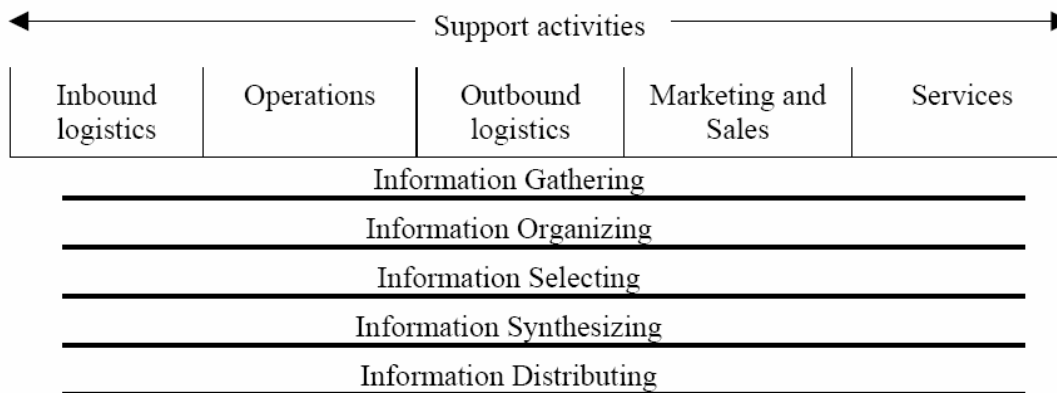 Support activities
Inbound logistics
Operations
Outbound logistics
Marketing and Sales
Services
Information Gathering
Information Organizing
Information Selecting
Information Synthesizing
Information Distributing